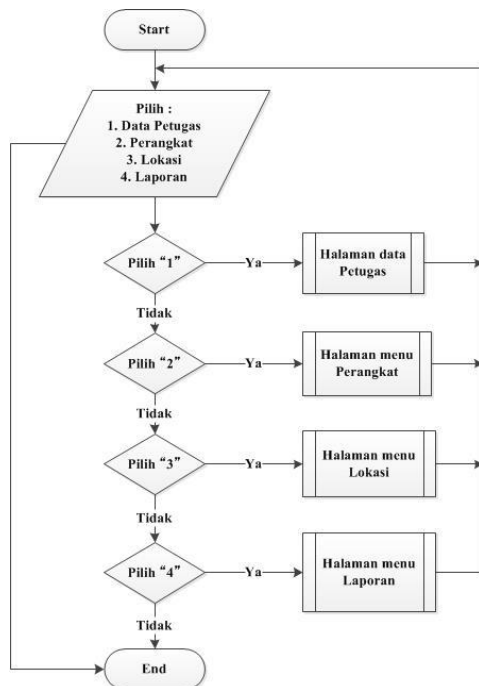 Start
Pilih :
1. Data Petugas
2. Perangkat
3. Lokasi
4. Laporan
Pilih “1”
Ya
Halaman data
Petugas
Tidak
Pilih “2”
Ya
Halaman menu
Perangkat
Tidak
Pilih “3”
Ya
Halaman menu
Lokasi
Tidak
Pilih “4”
Ya
Halaman menu
Laporan
Tidak
End